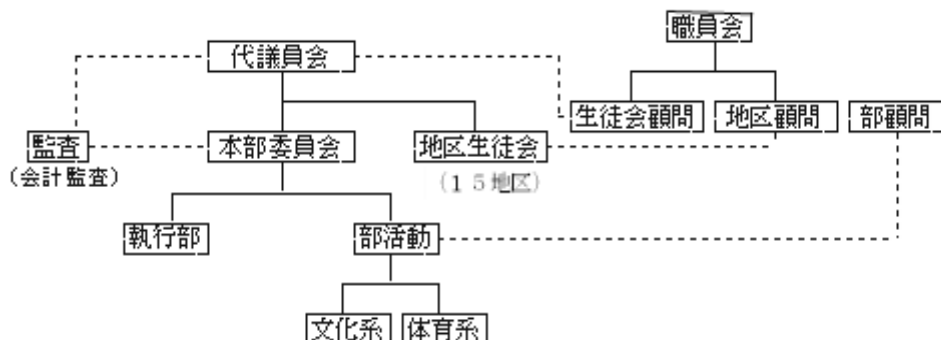 職員会
代議員会
生徒会顧問
地区顧問
部顧問
監査
(会計監査)
本部委員会
地区生徒会
(15地区)
執行部
部活動
文化系
体育系